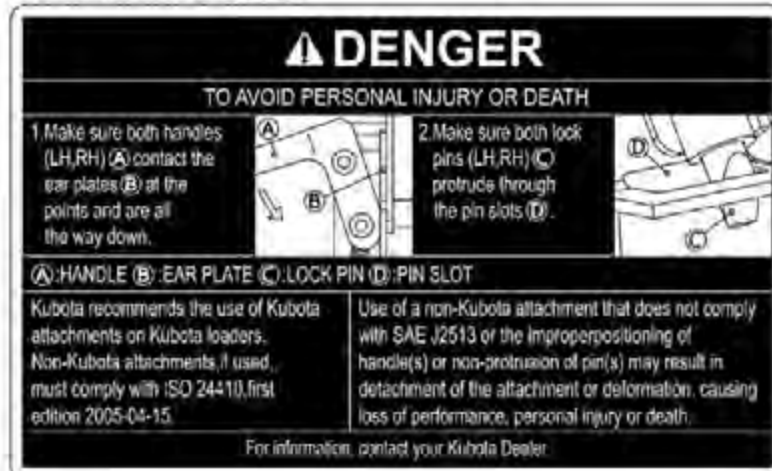 DENGER
TO AVOID PERSONAL INJURY OR DEATH
1.Make sure both handles
(LH,RH) Ⓐ contact the
ear plates Ⓑ at the
points and are all
the way down.
Ⓐ
Ⓑ
2.Make sure both lock
pins (LH,RH) Ⓒ
protrude through
the pin slots Ⓓ.
Ⓓ
Ⓒ
Ⓐ:HANDLE Ⓑ:EAR PLATE Ⓒ:LOCK PIN Ⓓ:PIN SLOT
Kubota recommends the use of Kubota
attachments on Kubota loaders.
Non-Kubota attachments,if used,
must comply with ISO 24410,first
edition 2005-04-15.
Use of a non-Kubota attachment that does not comply
with SAE J2513 or the improperpositioning of
handle(s) or non-protrusion of pin(s) may result in
detachment of the attachment or deformation, causing
loss of performance, personal injury or death.
For information, contact your Kubota Dealer